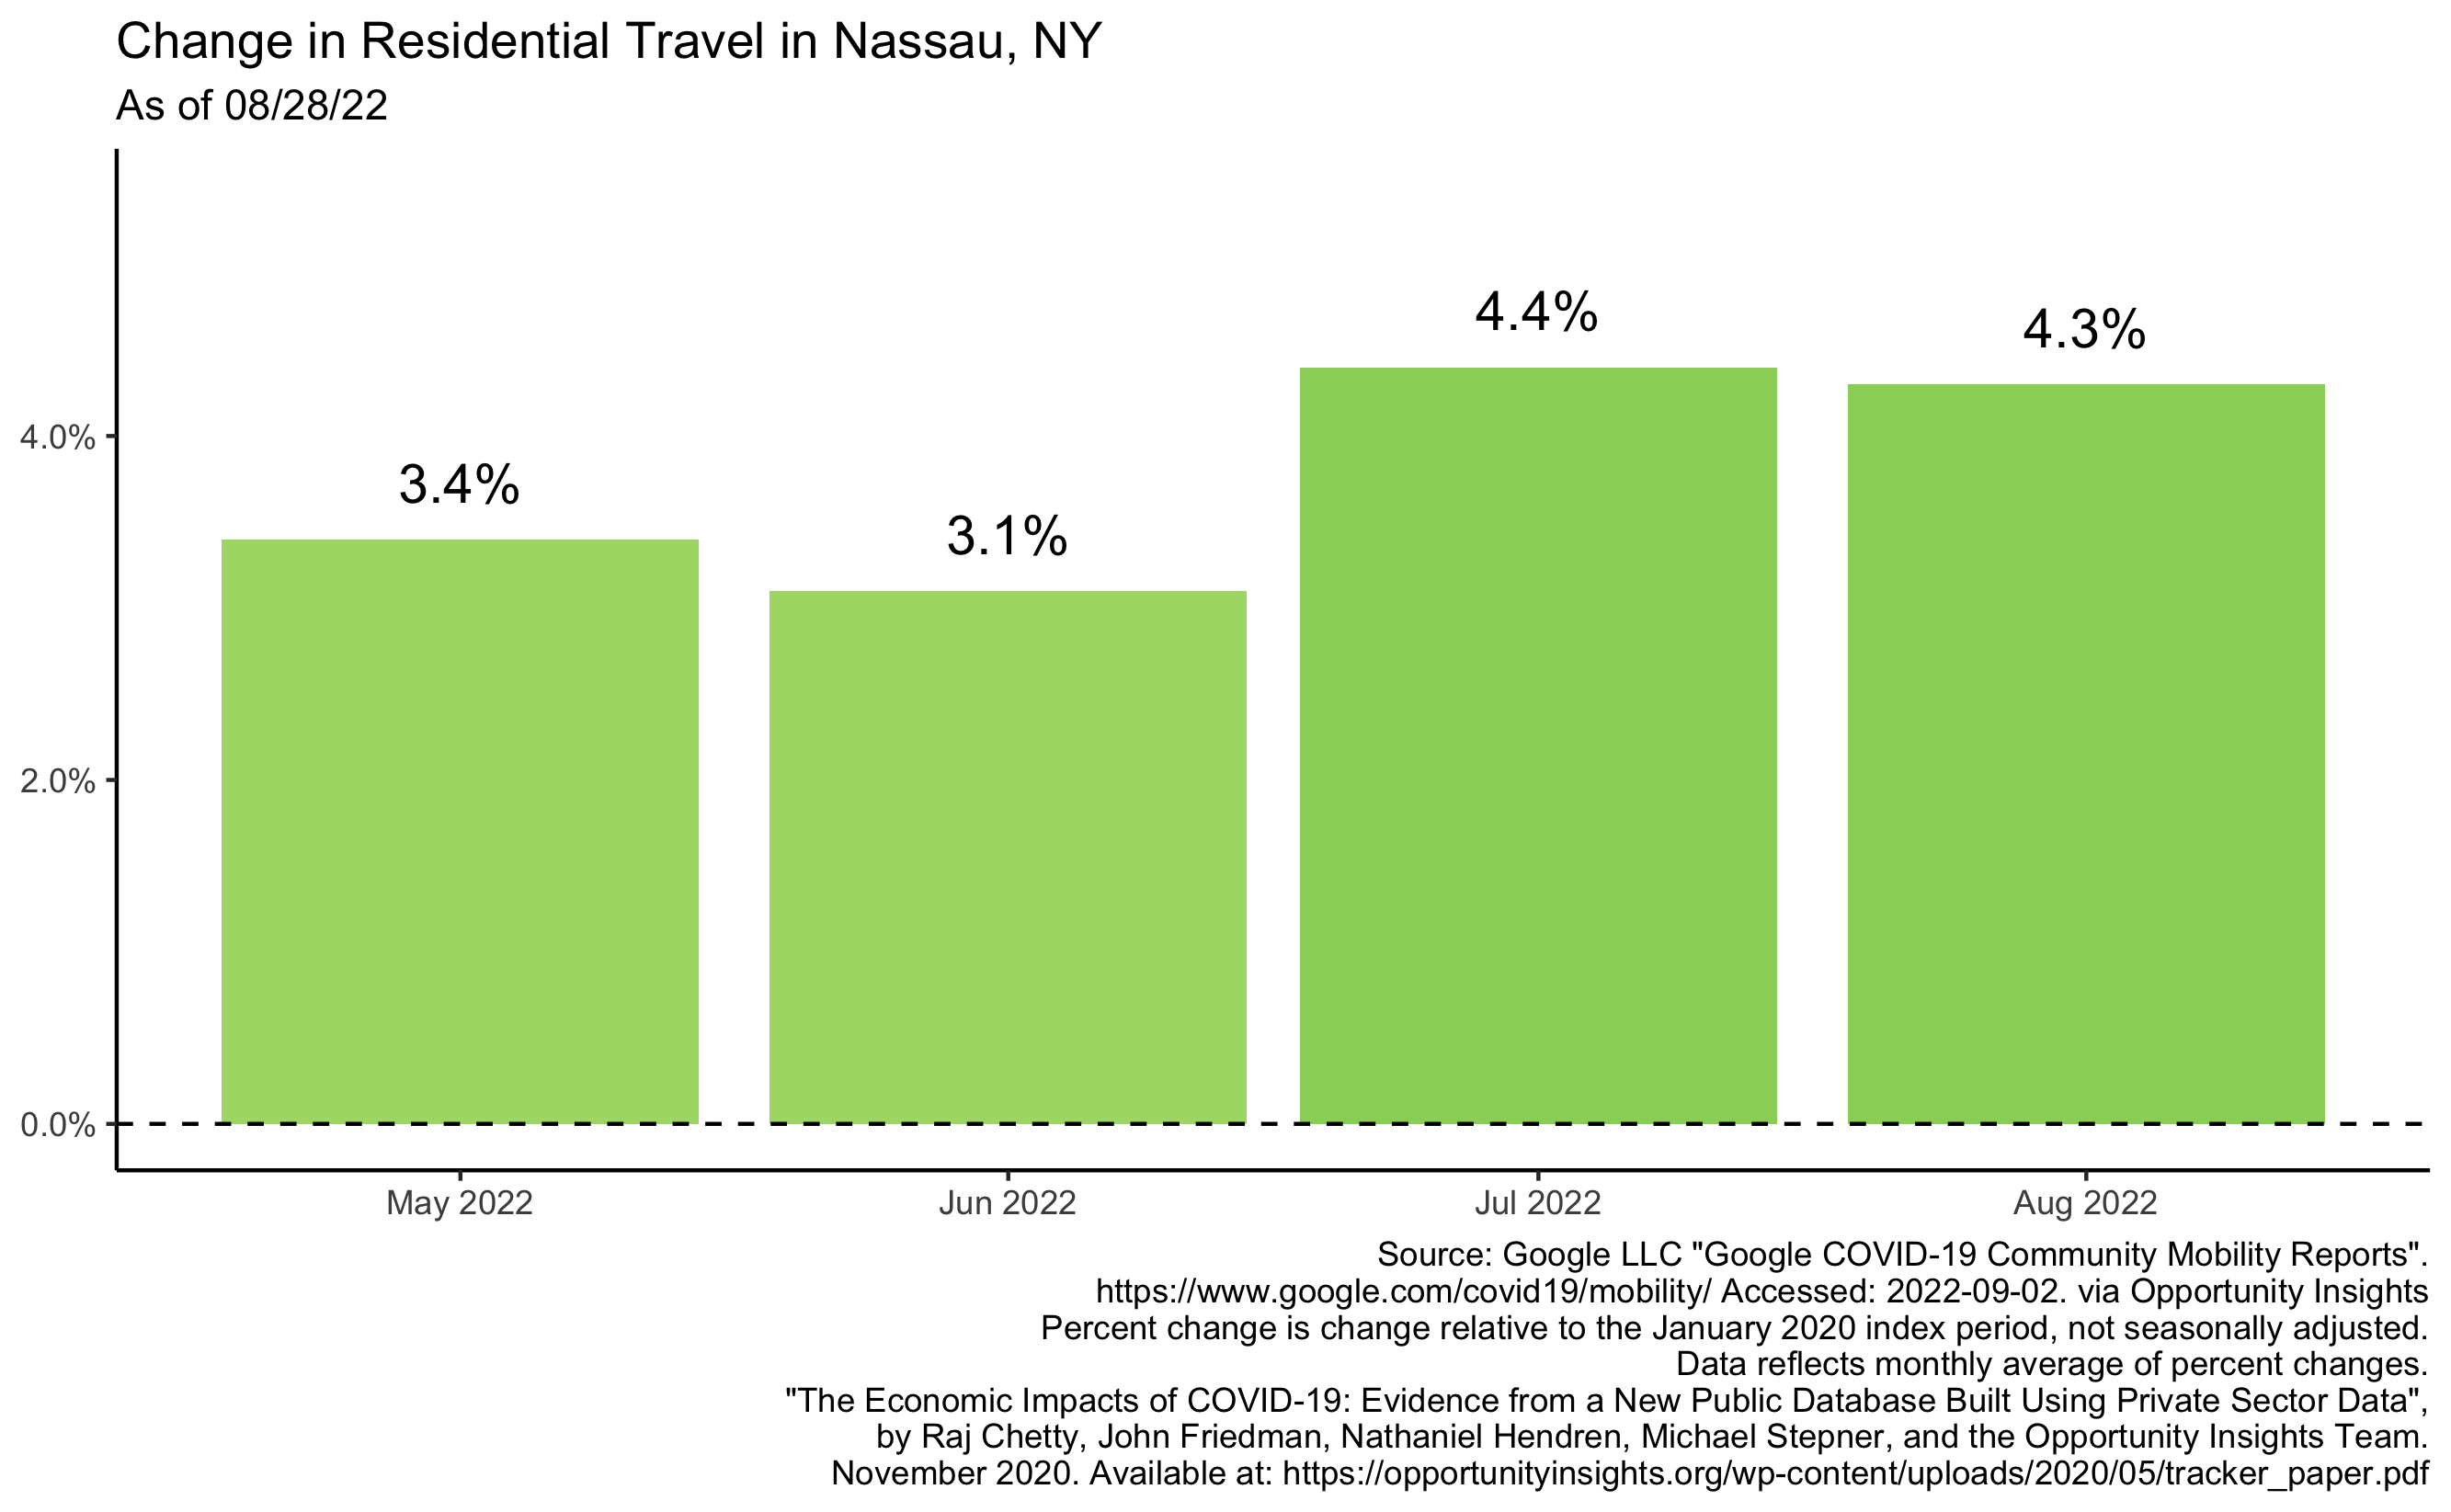 Change in Residential Travel in Nassau, NY
As of 08/28/22
4.4%
4.3%
4.0%
3.4%
3.1%
2.0%
0.0%
May 2022
Jun 2022
Jul 2022
Aug 2022
Source: Google LLC "Google COVID-19 Community Mobility Reports".
https://www.google.com/covid19/mobility/ Accessed: 2022-09-02. via Opportunity Insights
Percent change is change relative to the January 2020 index period, not seasonally adjusted.
Data reflects monthly average of percent changes.
"The Economic Impacts of COVID-19: Evidence from a New Public Database Built Using Private Sector Data",
by Raj Chetty, John Friedman, Nathaniel Hendren, Michael Stepner, and the Opportunity Insights Team.
November 2020. Available at: https://opportunityinsights.org/wp-content/uploads/2020/05/tracker_paper.pdf